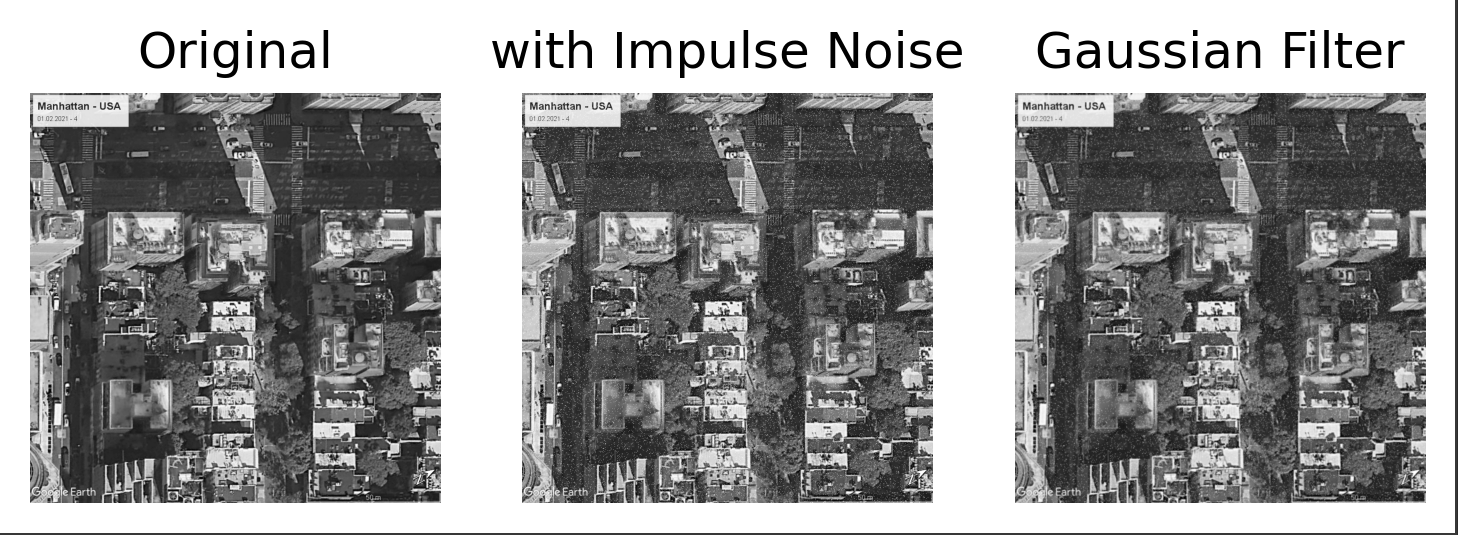 Original
with Impulse Noise
Gaussian Filter
Manhattan - USA
01.02.2021 - 4
Manhattan - USA
01.02.2021 - 4
Manhattan - USA
01.02.2021 - 4
Google Earth
50 m
Google Earth
50 m
Google Earth
50 m